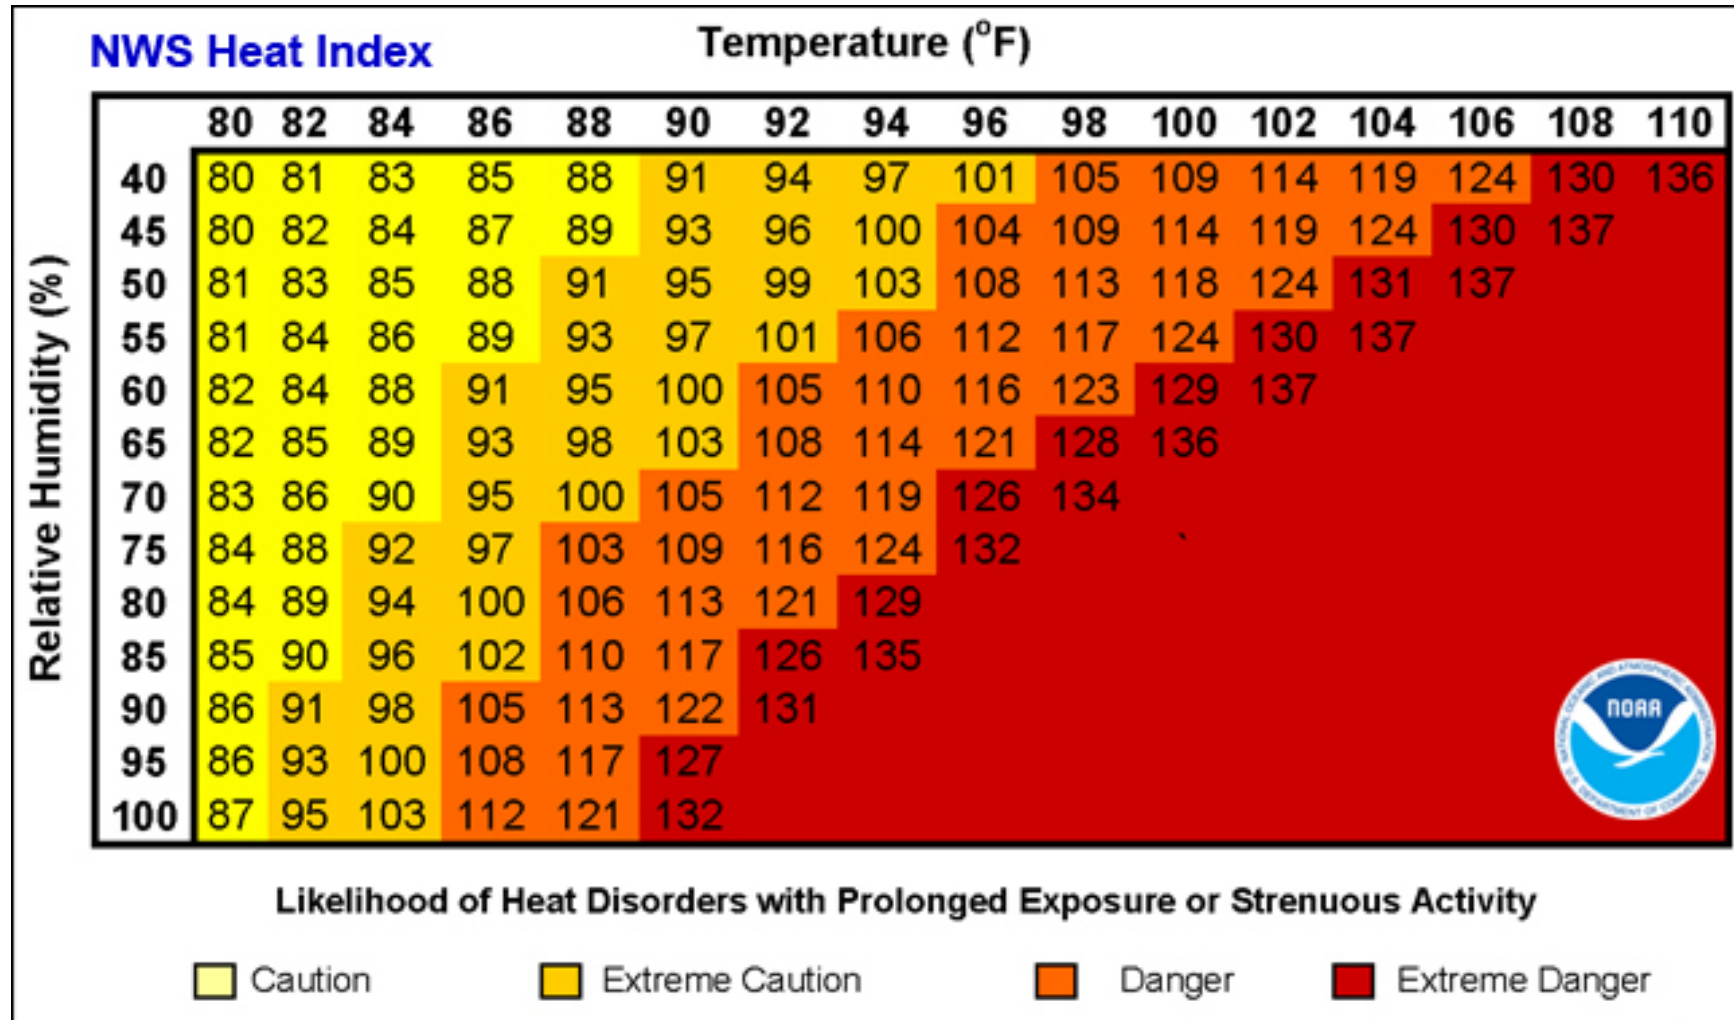 NWS Heat Index
Temperature (°F)
80 82 84 86 88 90 92 94 96 98 100 102 104 106 108 110
Relative Humidity (%)
40 80 81 83 85 88 91 94 97 101 105 109 114 119 124 130 136
45 80 82 84 87 89 93 96 100 104 109 114 119 124 130 137
50 81 83 85 88 91 95 99 103 108 113 118 124 131 137
55 81 84 86 89 93 97 101 106 112 117 124 130 137
60 82 84 88 91 95 100 105 110 116 123 129 137
65 82 85 89 93 98 103 108 114 121 128 136
70 83 86 90 95 100 105 112 119 126 134
75 84 88 92 97 103 109 116 124 132
80 84 89 94 100 106 113 121 129
85 85 90 96 102 110 117 126 135
90 86 91 98 105 113 122 131
95 86 93 100 108 117 127
100 87 95 103 112 121 132
NATIONAL OCEANIC AND ATMOSPHERIC ADMINISTRATION
NOAA
U.S. DEPARTMENT OF COMMERCE
Likelihood of Heat Disorders with Prolonged Exposure or Strenuous Activity
Caution Extreme Caution Danger Extreme Danger